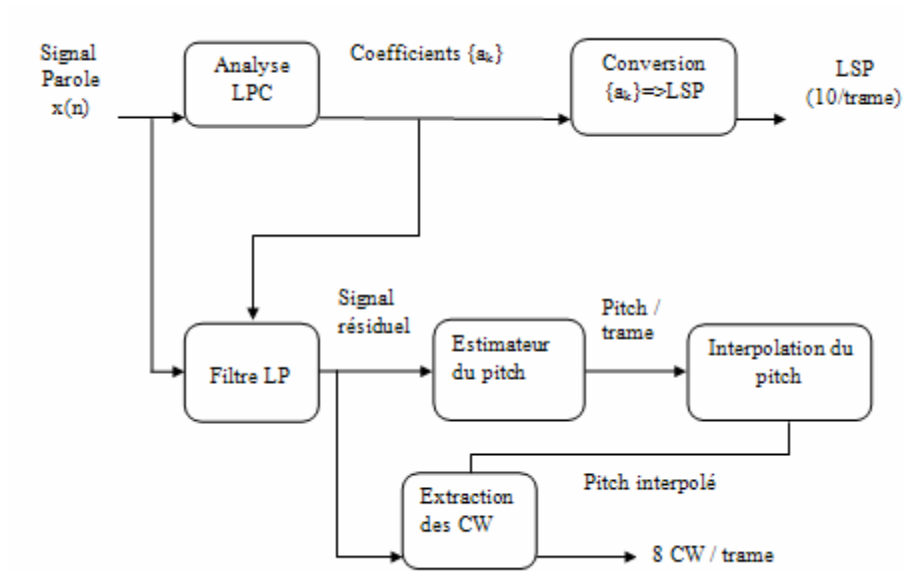 Signal
Parole
x(n)
Analyse
LPC
Coefficients {aₖ}
Conversion
{aₖ}=>LSP
LSP
(10/trame)
Filtre LP
Signal
résiduel
Estimateur
du pitch
Pitch /
trame
Interpolation du
pitch
Pitch interpolé
Extraction
des CW
8 CW / trame